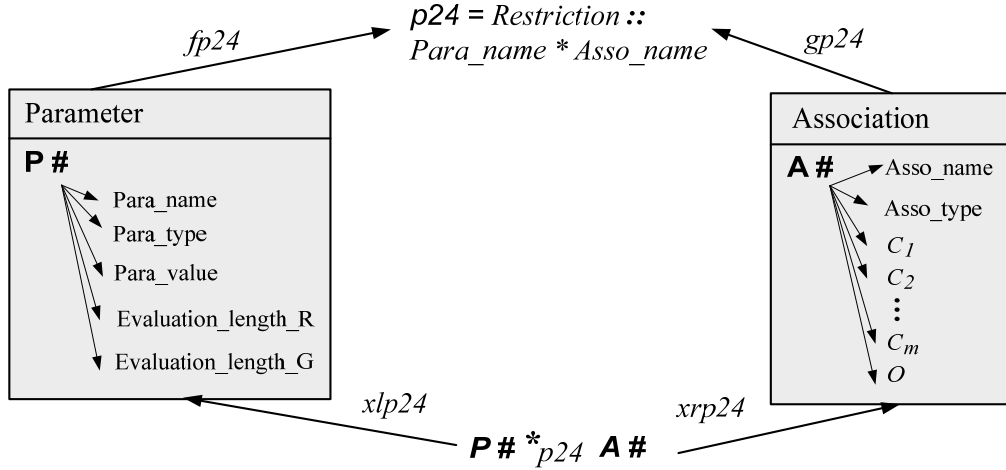 p24 = Restriction ::
Para_name * Asso_name
fp24
gp24
Parameter
P #
Para_name
Para_type
Para_value
Evaluation_length_R
Evaluation_length_G
Association
A #
Asso_name
Asso_type
C1
C2
⋮
Cm
O
xlp24
xrp24
P # *p24 A #